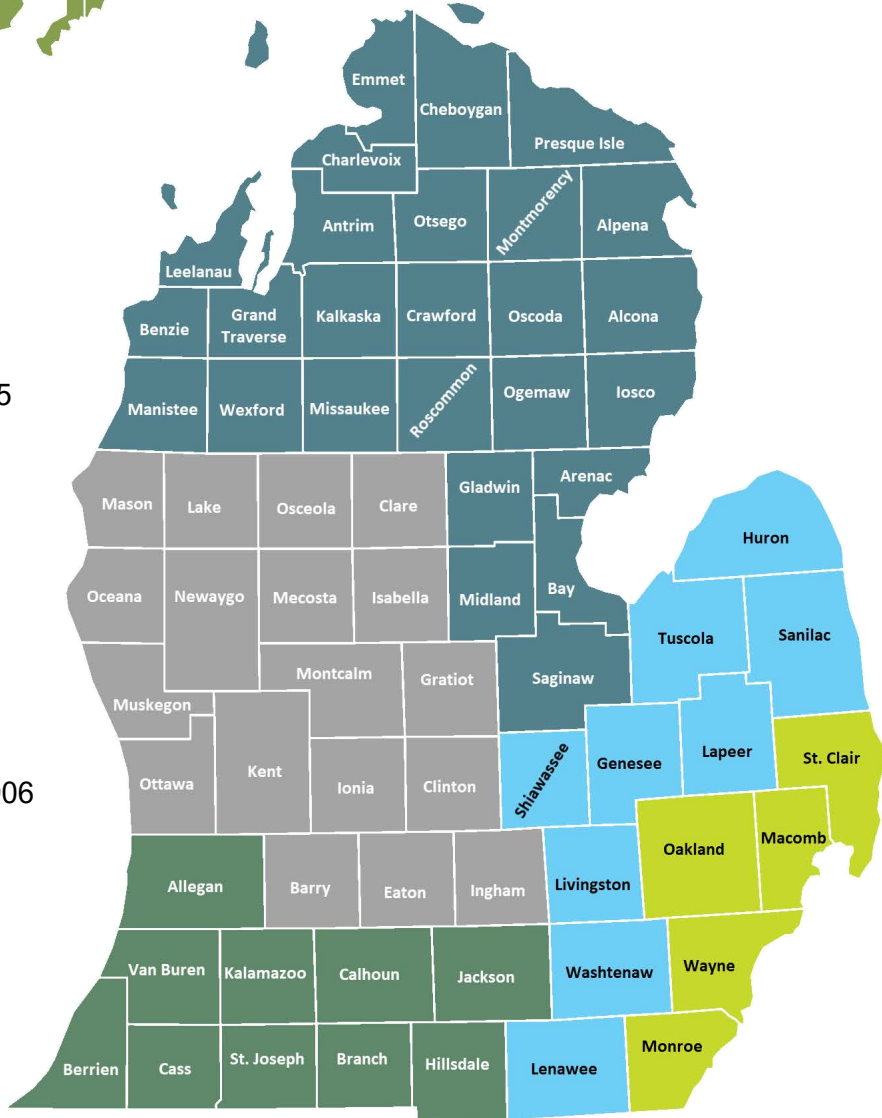 Emmet
Cheboygan
Presque Isle
Charlevoix
Antrim
Otsego
Montmorency
Alpena
Leelanau
Benzie
Grand
Traverse
Kalkaska
Crawford
Oscoda
Alcona
5
Manistee
Wexford
Missaukee
Roscommon
Ogemaw
Iosco
Mason
Lake
Osceola
Clare
Gladwin
Arenac
Huron
Oceana
Newaygo
Mecosta
Isabella
Midland
Bay
Tuscola
Sanilac
Muskegon
Montcalm
Gratiot
Saginaw
Ottawa
Kent
Ionia
Clinton
Shiawassee
Genesee
Lapeer
St. Clair
06
Allegan
Barry
Eaton
Ingham
Livingston
Oakland
Macomb
Van Buren
Kalamazoo
Calhoun
Jackson
Washtenaw
Wayne
Berrien
Cass
St. Joseph
Branch
Hillsdale
Lenawee
Monroe